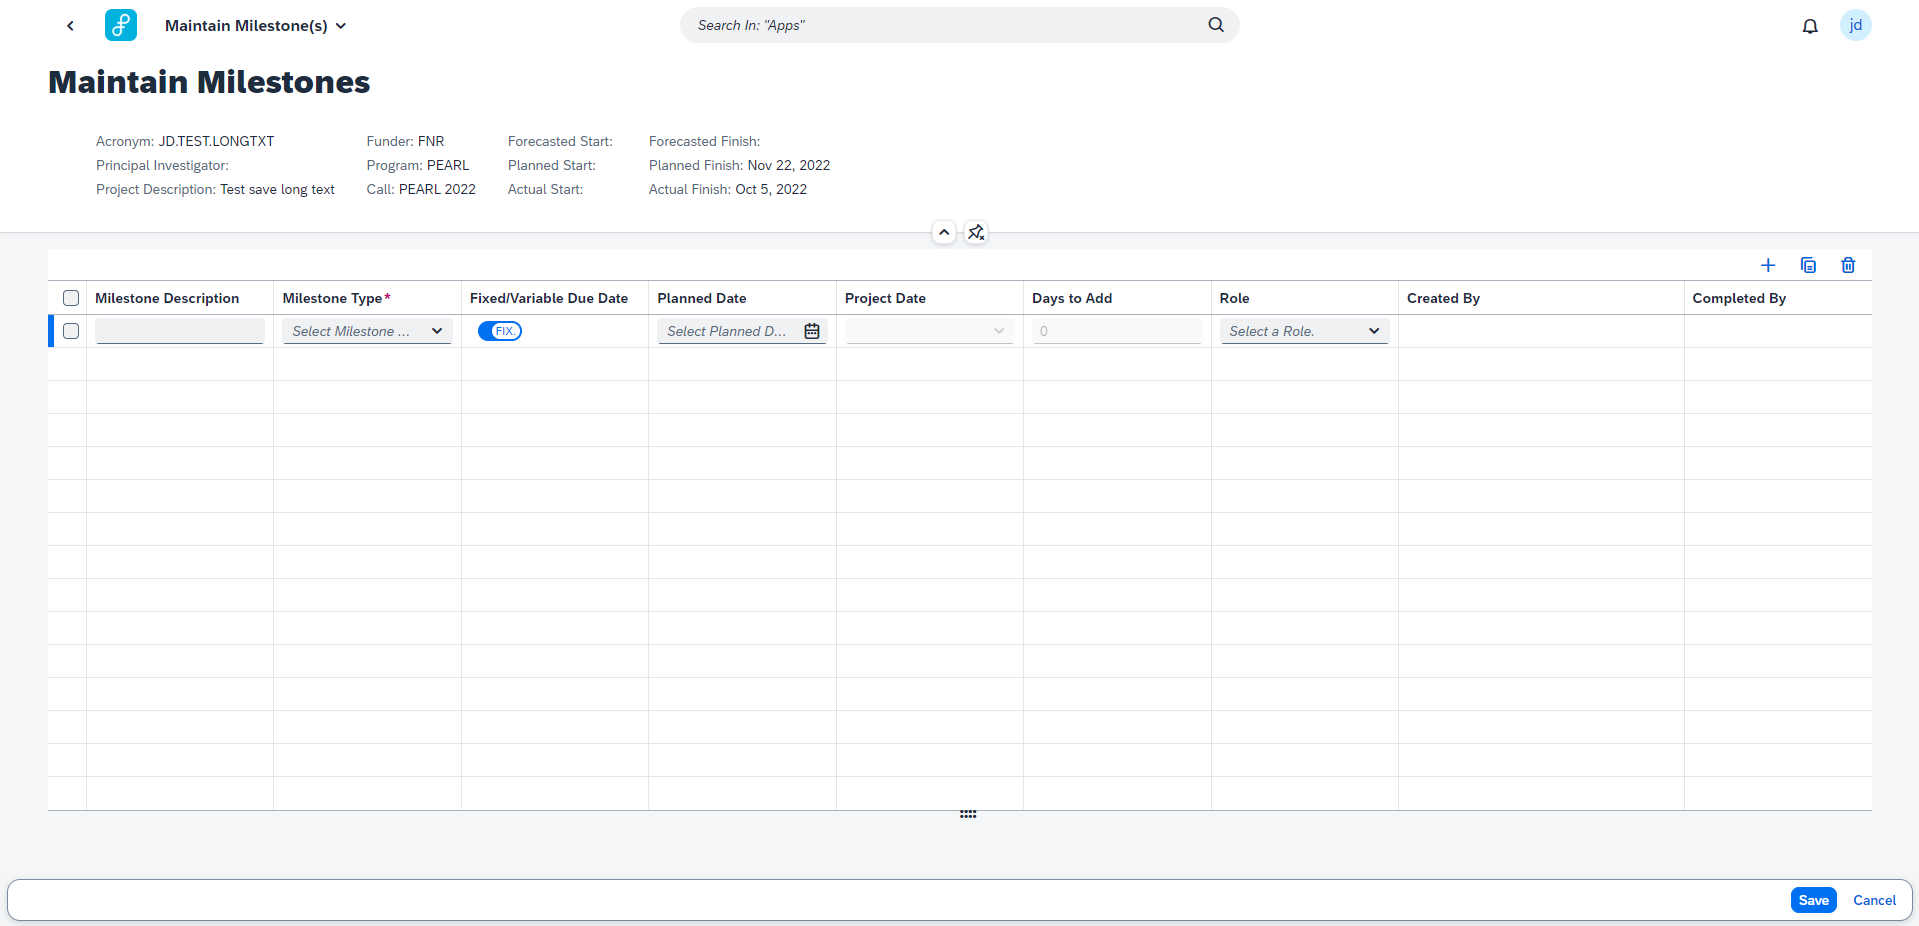 Maintain Milestone(s)
Search In: "Apps"
jd
Maintain Milestones
Acronym: JD.TEST.LONGTXT
Principal Investigator:
Project Description: Test save long text
Funder: FNR
Program: PEARL
Call: PEARL 2022
Forecasted Start:
Planned Start:
Actual Start:
Forecasted Finish:
Planned Finish: Nov 22, 2022
Actual Finish: Oct 5, 2022
Milestone Description Milestone Type* Fixed/Variable Due Date Planned Date Project Date Days to Add Role Created By Completed By
Select Milestone ... FIX. Select Planned D... 0 Select a Role.
Save Cancel